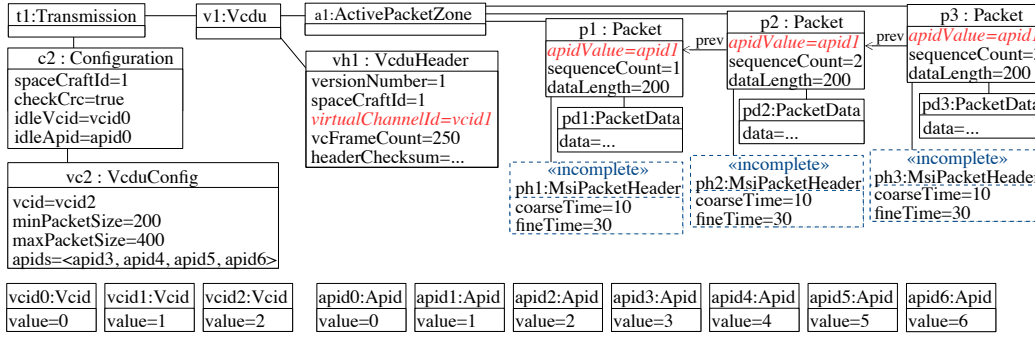 t1:Transmission
v1:Vcdu
a1:ActivePacketZone
c2 : Configuration
spaceCraftId=1
checkCrc=true
idleVcid=vcid0
idleApid=apid0
vc2 : VcduConfig
vcid=vcid2
minPacketSize=200
maxPacketSize=400
apids=<apid3, apid4, apid5, apid6>
vh1 : VcduHeader
versionNumber=1
spaceCraftId=1
virtualChannelId=vcid1
vcFrameCount=250
headerChecksum=...
p1 : Packet
apidValue=apid1
sequenceCount=1
dataLength=200
pd1:PacketData
data=...
«incomplete»
ph1:MsiPacketHeader
coarseTime=10
fineTime=30
prev
p2 : Packet
apidValue=apid1
sequenceCount=2
dataLength=200
pd2:PacketData
data=...
«incomplete»
ph2:MsiPacketHeader
coarseTime=10
fineTime=30
prev
p3 : Packet
apidValue=apid1
dataLength=200
pd3:PacketData
data=...
«incomplete»
ph3:MsiPacketHeader
coarseTime=10
fineTime=30
vcid0:Vcid
value=0
vcid1:Vcid
value=1
vcid2:Vcid
value=2
apid0:Apid
value=0
apid1:Apid
value=1
apid2:Apid
value=2
apid3:Apid
value=3
apid4:Apid
value=4
apid5:Apid
value=5
apid6:Apid
value=6